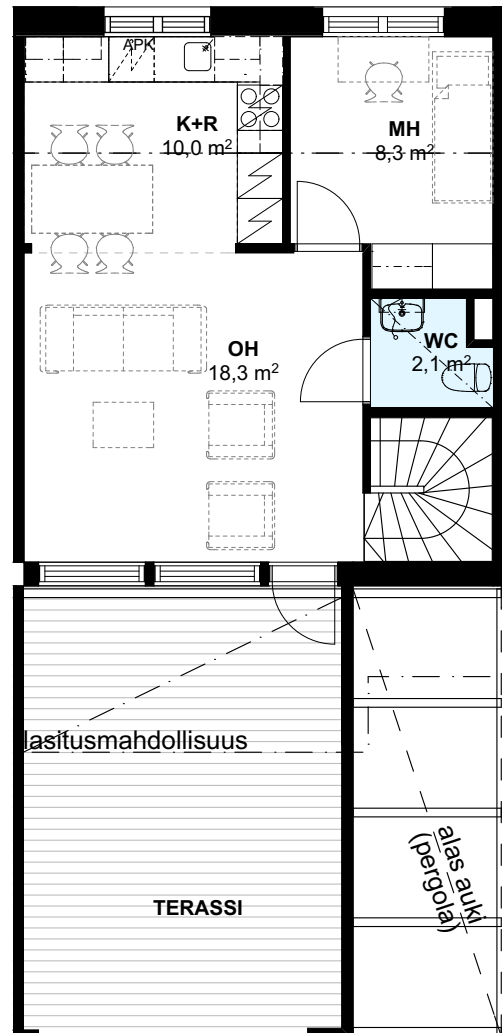 APK
K+R
10,0 m²
MH
8,3 m²
OH
18,3 m²
WC
2,1 m²
lasitusmahdollisuus
TERASSI
alas auki
(pergola)